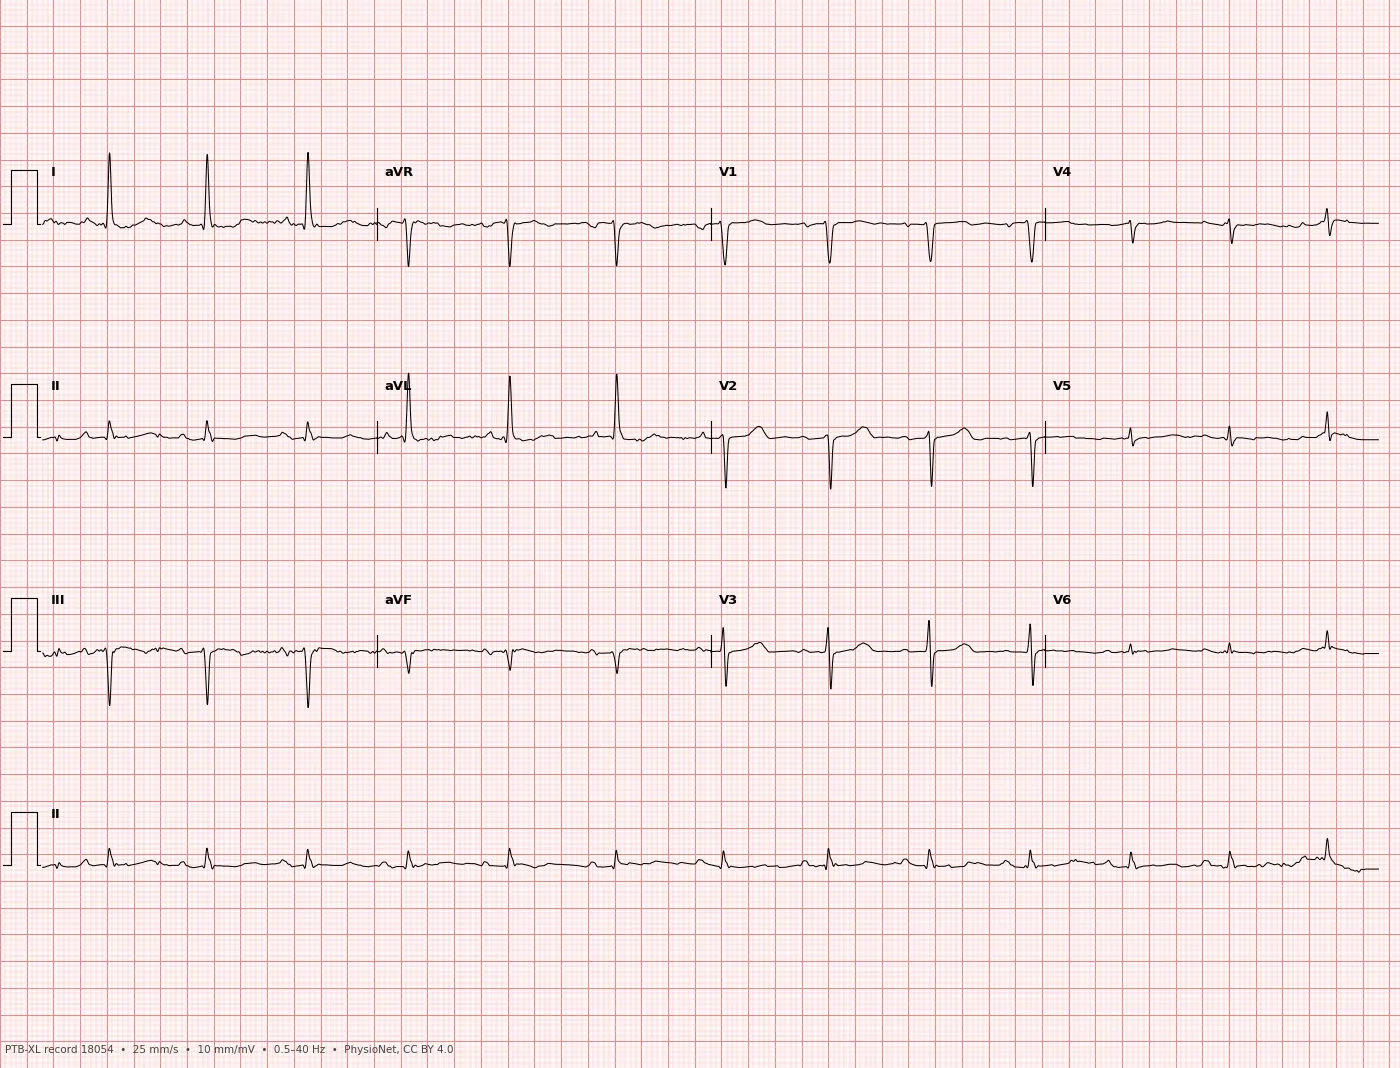 I aVR V1 V4
II aVL V2 V5
III aVF V3 V6
II
PTB-XL record 18054 • 25 mm/s • 10 mm/mV • 0.5–40 Hz • PhysioNet, CC BY 4.0